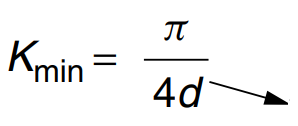 K_min = π / 4d